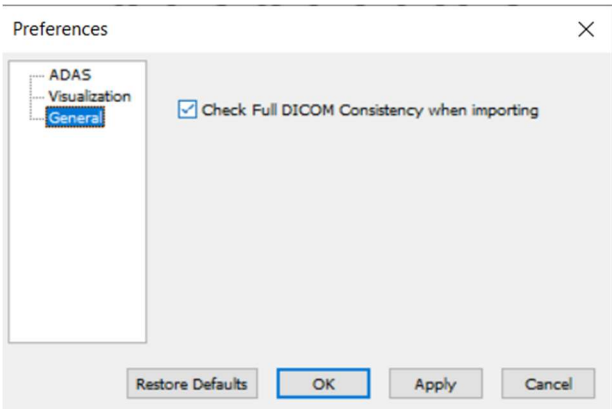 Preferences
ADAS
Visualization
General
Check Full DICOM Consistency when importing
Restore Defaults
OK
Apply
Cancel